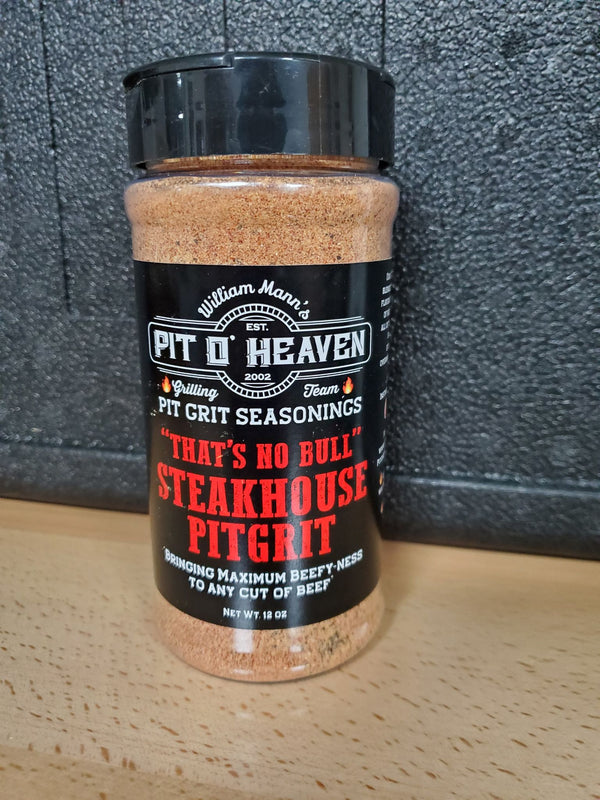 William Mann's
EST.
PIT O' HEAVEN
2002
Grilling Team
PIT GRIT SEASONINGS
"THAT'S NO BULL"
STEAKHOUSE
PITGRIT
"BRINGING MAXIMUM BEEFY-NESS
TO ANY CUT OF BEEF"
NET WT. 12 OZ